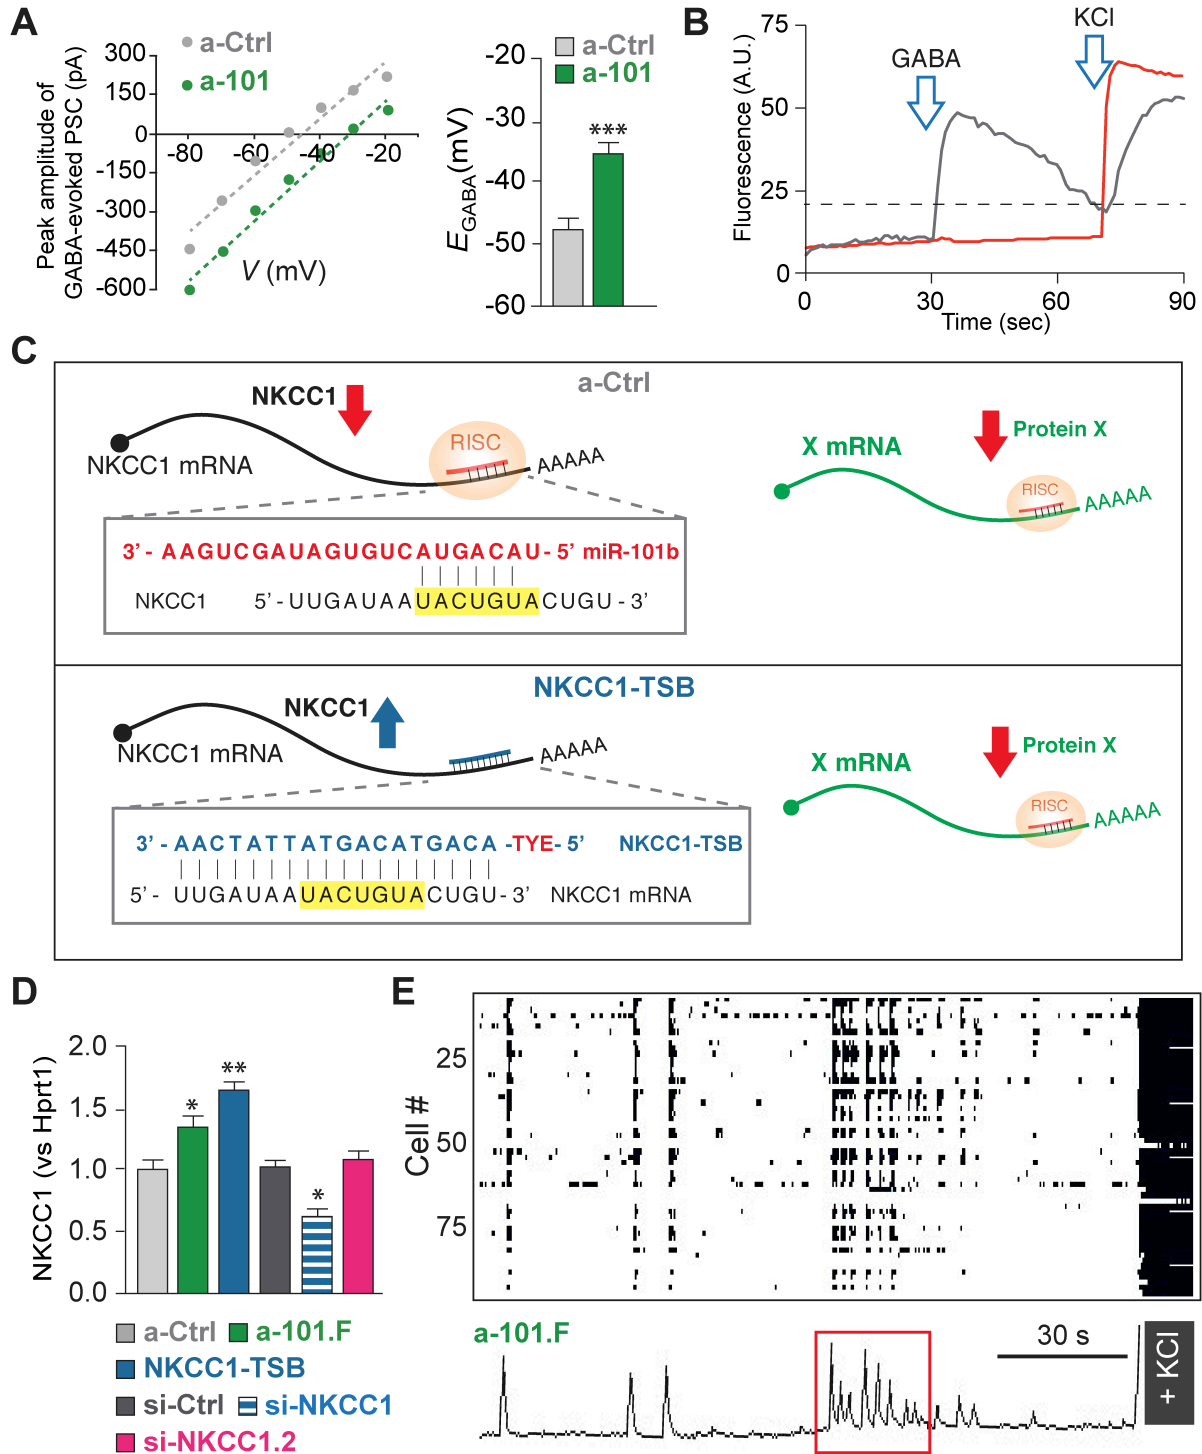 A
a-Ctrl
a-101
Peak amplitude of
GABA-evoked PSC (pA)
300
150
0
-150
-300
-450
-600
-80 -60 -40 -20
V (mV)
a-Ctrl
a-101
EGABA(mV)
-20
-30
-40
-50
-60
***
B
Fluorescence (A.U.)
75
50
25
0
GABA
KCl
0 30 60 90
Time (sec)
C
a-Ctrl
NKCC1
RISC
NKCC1 mRNA
AAAAA
3’ - AAGUCGAUAGUGUCAUGACAU - 5’ miR-101b
NKCC1 5’ - UUGAUAAUACUGUACUGU - 3’
X mRNA
Protein X
RISC
AAAAA
NKCC1-TSB
NKCC1
NKCC1 mRNA
AAAAA
3’ - AACTATTATGACATGACA -TYE- 5’ NKCC1-TSB
5’ - UUGAUAAUACUGUACUGU - 3’ NKCC1 mRNA
X mRNA
Protein X
RISC
AAAAA
D
NKCC1 (vs Hprt1)
2.0
1.5
1.0
0.5
0.0
*
**
*
a-Ctrl a-101.F
NKCC1-TSB
si-Ctrl si-NKCC1
si-NKCC1.2
E
Cell #
25
50
75
a-101.F
30 s
+ KCl